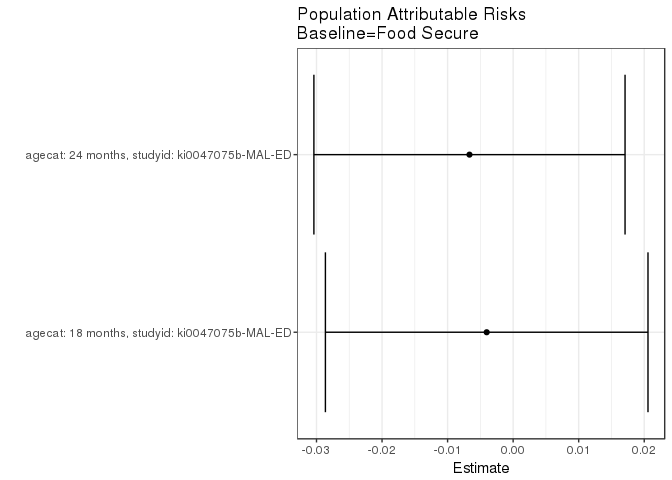 Population Attributable Risks
Baseline=Food Secure
agecat: 24 months, studyid: ki0047075b-MAL-ED
agecat: 18 months, studyid: ki0047075b-MAL-ED
-0.03 -0.02 -0.01 0.00 0.01 0.02
Estimate